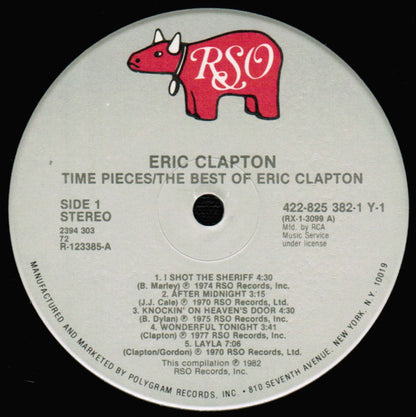 RSO
ERIC CLAPTON
TIME PIECES/THE BEST OF ERIC CLAPTON
SIDE 1
STEREO
2394 303
72
R-123385-A
422-825 382-1 Y-1
(RX-1-3099 A)
Mfd. by RCA
Music Service
under license
1. I SHOT THE SHERIFF 4:30
(B. Marley) ℗ 1974 RSO Records, Inc.
2. AFTER MIDNIGHT 3:15
(J.J. Cale) ℗ 1970 RSO Records, Ltd.
3. KNOCKIN' ON HEAVEN'S DOOR 4:30
(B. Dylan) ℗ 1975 RSO Records, Inc.
4. WONDERFUL TONIGHT 3:41
(Clapton) ℗ 1977 RSO Records, Inc.
5. LAYLA 7:06
(Clapton/Gordon) ℗ 1970 RSO Records, Inc.
This compilation ℗ 1982
RSO Records, Inc.
MANUFACTURED AND MARKETED BY POLYGRAM RECORDS, INC. • 810 SEVENTH AVENUE, NEW YORK, N.Y. 10019